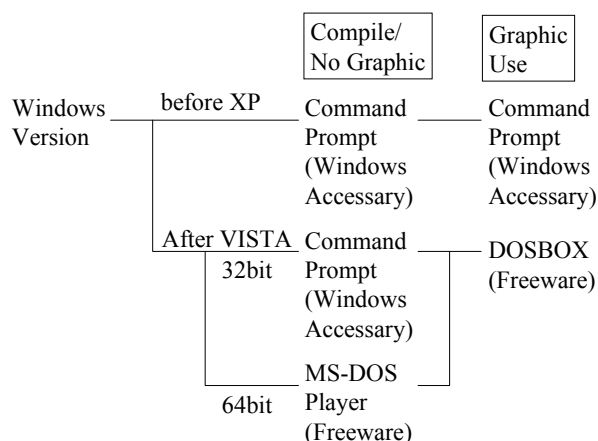 Compile/
No Graphic
Graphic
Use
Windows
Version
before XP
Command
Prompt
(Windows
Accessary)
Command
Prompt
(Windows
Accessary)
After VISTA
32bit
Command
Prompt
(Windows
Accessary)
DOSBOX
(Freeware)
64bit
MS-DOS
Player
(Freeware)